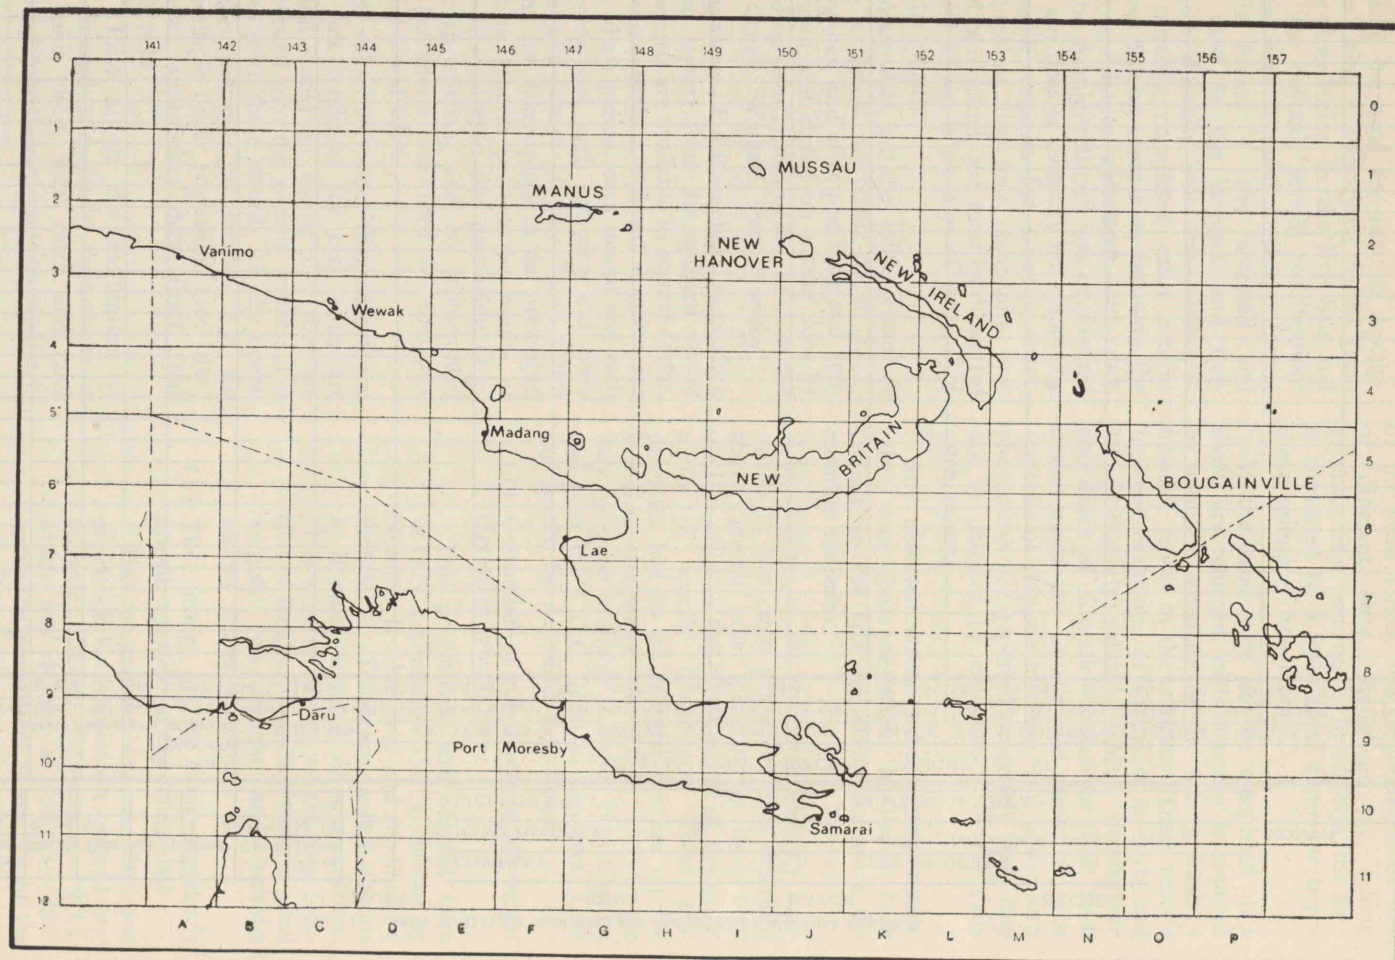 141 142 143 144 145 146 147 148 149 150 151 152 153 154 155 156 157
0
1
2
3
4
5'
6'
7
8
9'
10'
11
12
0
1
2
3
4
5
6
7
8
9
10
11
MUSSAU
MANUS
NEW
HANOVER
NEW IRELAND
Vanimo
Wewak
Madang
NEW BRITAIN
BOUGAINVILLE
Lae
Daru
Port Moresby
Samarai
A B C D E F G H I J K L M N O P